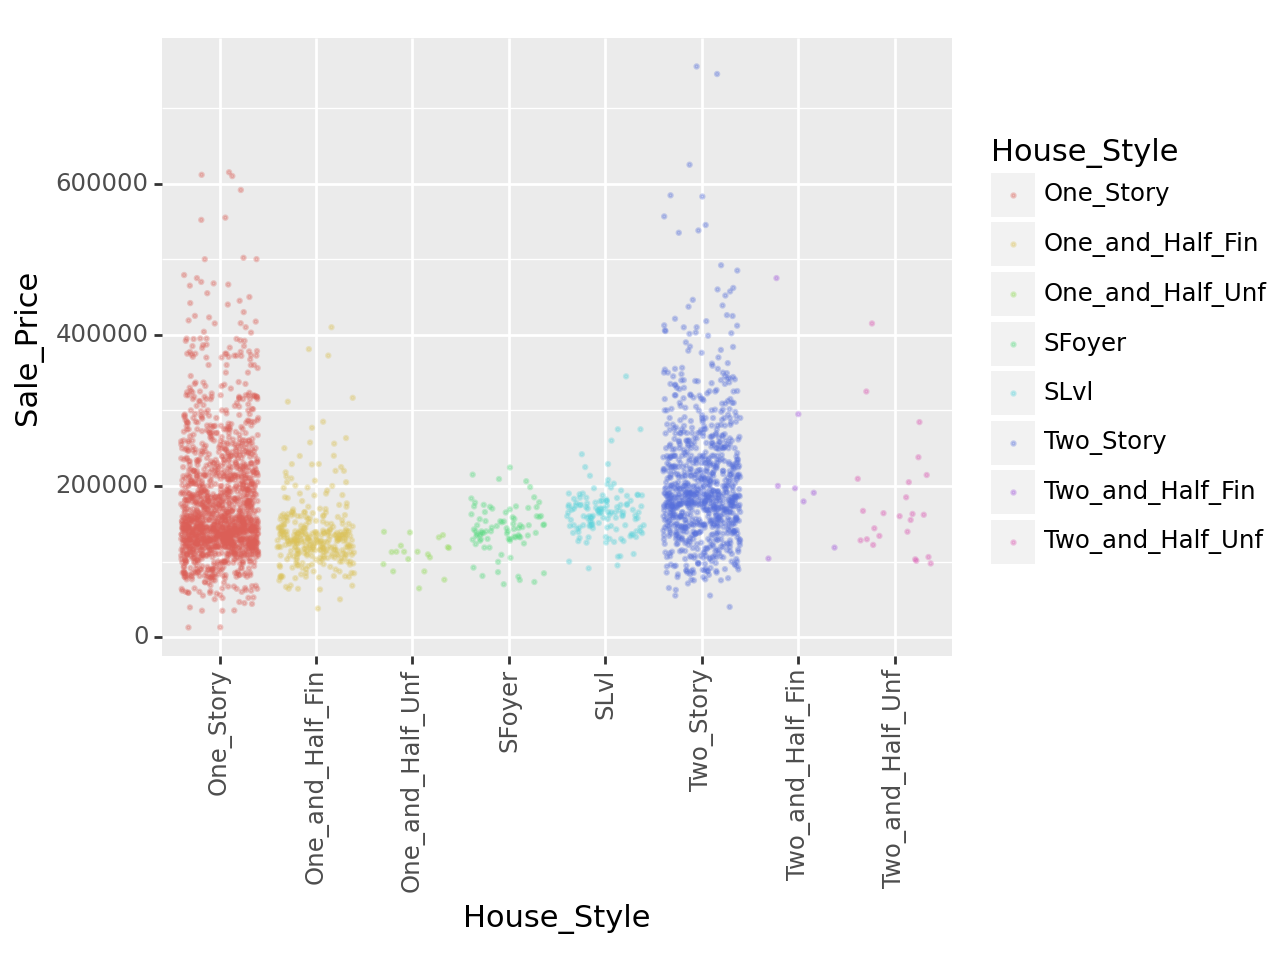 Sale_Price
600000
400000
200000
0
One_Story
One_and_Half_Fin
One_and_Half_Unf
SFoyer
SLvl
Two_Story
Two_and_Half_Fin
Two_and_Half_Unf
House_Style
House_Style
One_Story
One_and_Half_Fin
One_and_Half_Unf
SFoyer
SLvl
Two_Story
Two_and_Half_Fin
Two_and_Half_Unf